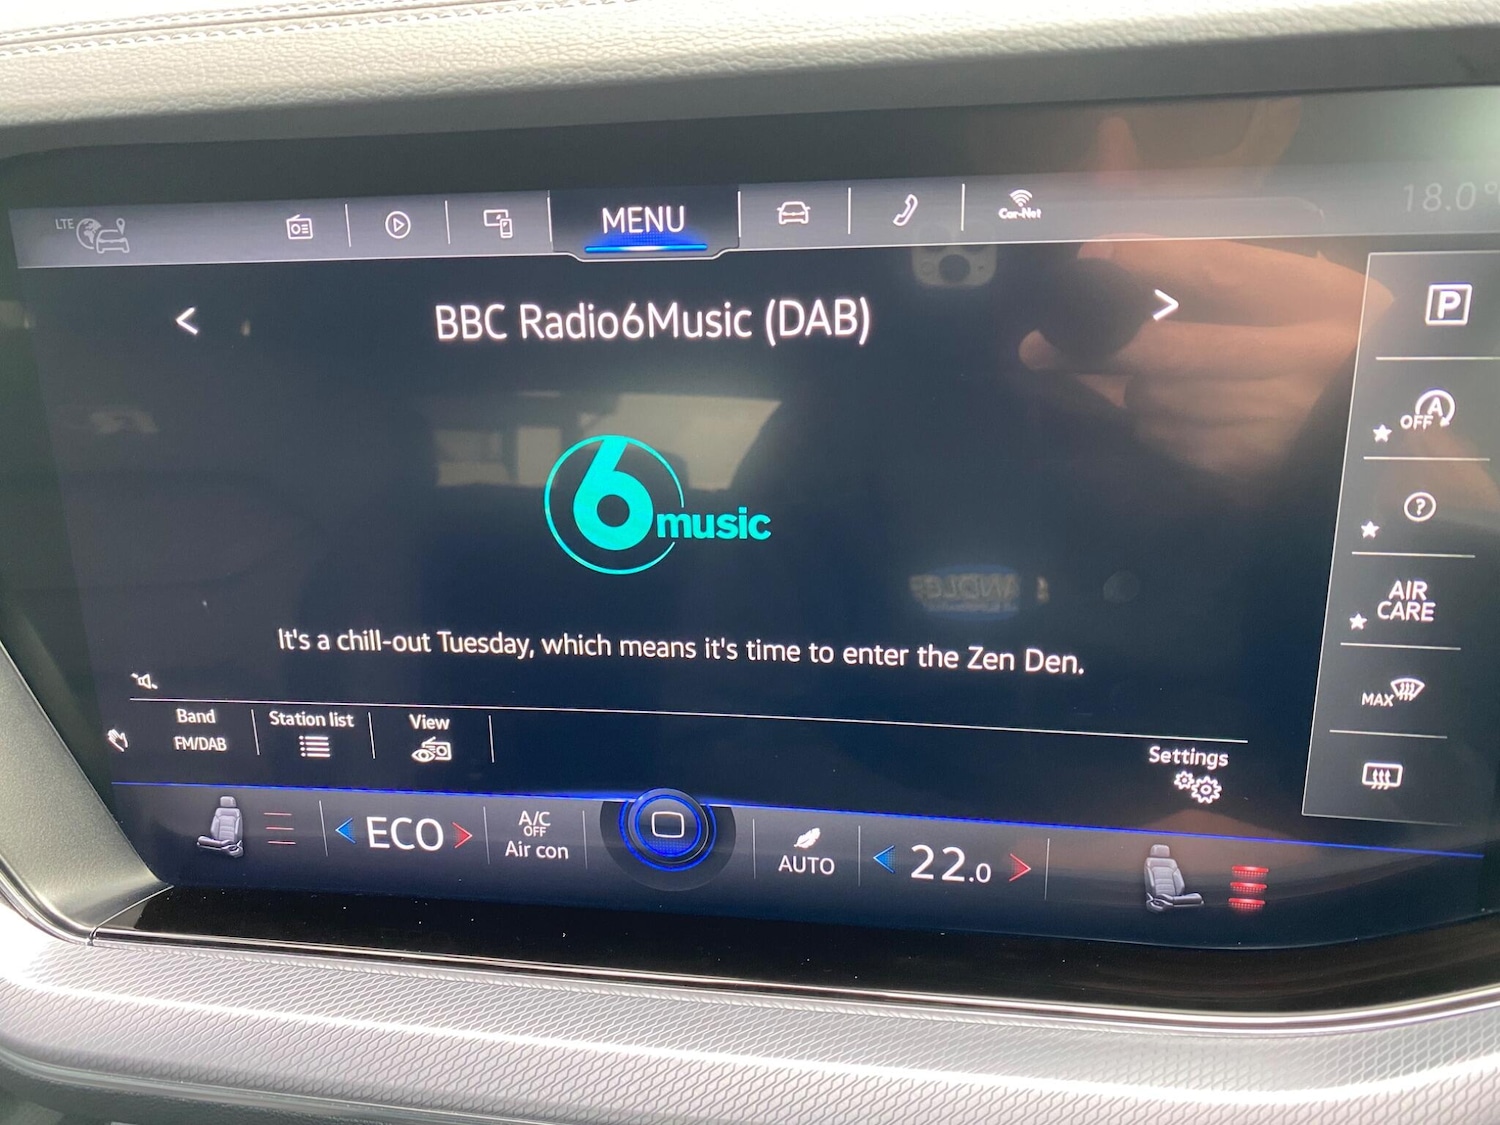 LTE
MENU
Car-Net
18.0°
< BBC Radio6Music (DAB) >
P
A
OFF
6music
?
AIR
CARE
It's a chill-out Tuesday, which means it's time to enter the Zen Den.
MAX
Band
FM/DAB
Station list
View
Settings
ECO
A/C
OFF
Air con
AUTO
22.0